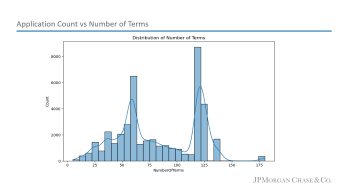 Application Count vs Number of Terms
Distribution of Number of Terms
8000
6000
4000
2000
0
Count
0
25
50
75
100
125
150
175
NumberOfTerms
JPMORGAN CHASE & CO.